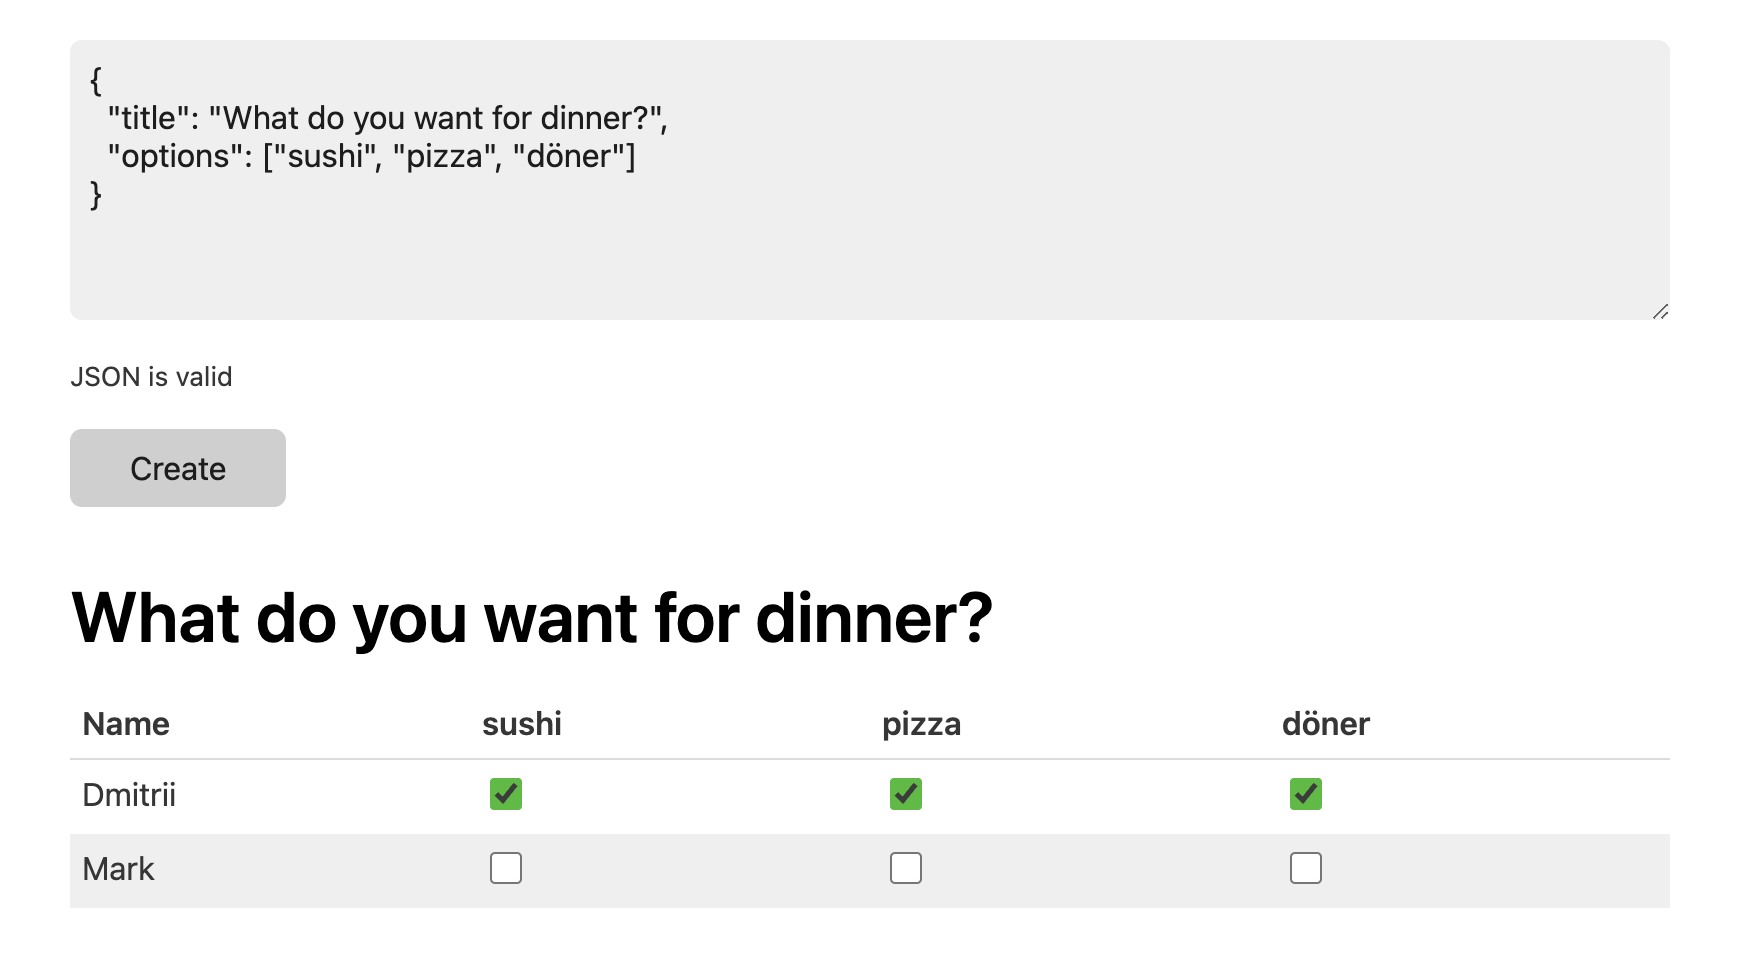 {
"title": "What do you want for dinner?",
"options": ["sushi", "pizza", "döner"]
}
JSON is valid
Create
What do you want for dinner?
Name sushi pizza döner
Dmitrii
Mark